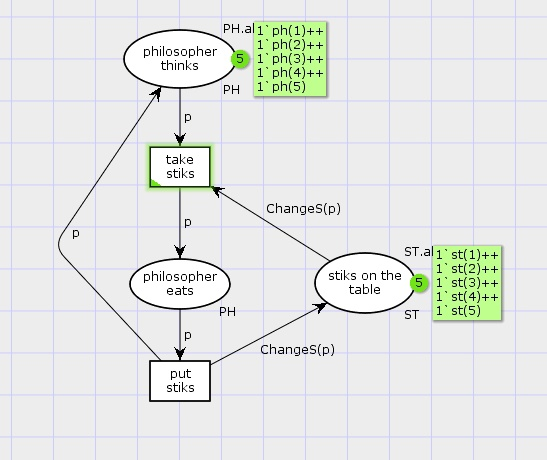 PH.al
philosopher
thinks
5
1`ph(1)++
1`ph(2)++
1`ph(3)++
1`ph(4)++
1`ph(5)
PH
p
take
stiks
p
ChangeS(p)
p
philosopher
eats
PH
stiks on the
table
ST.al
5
1`st(1)++
1`st(2)++
1`st(3)++
1`st(4)++
1`st(5)
ST
p
ChangeS(p)
put
stiks